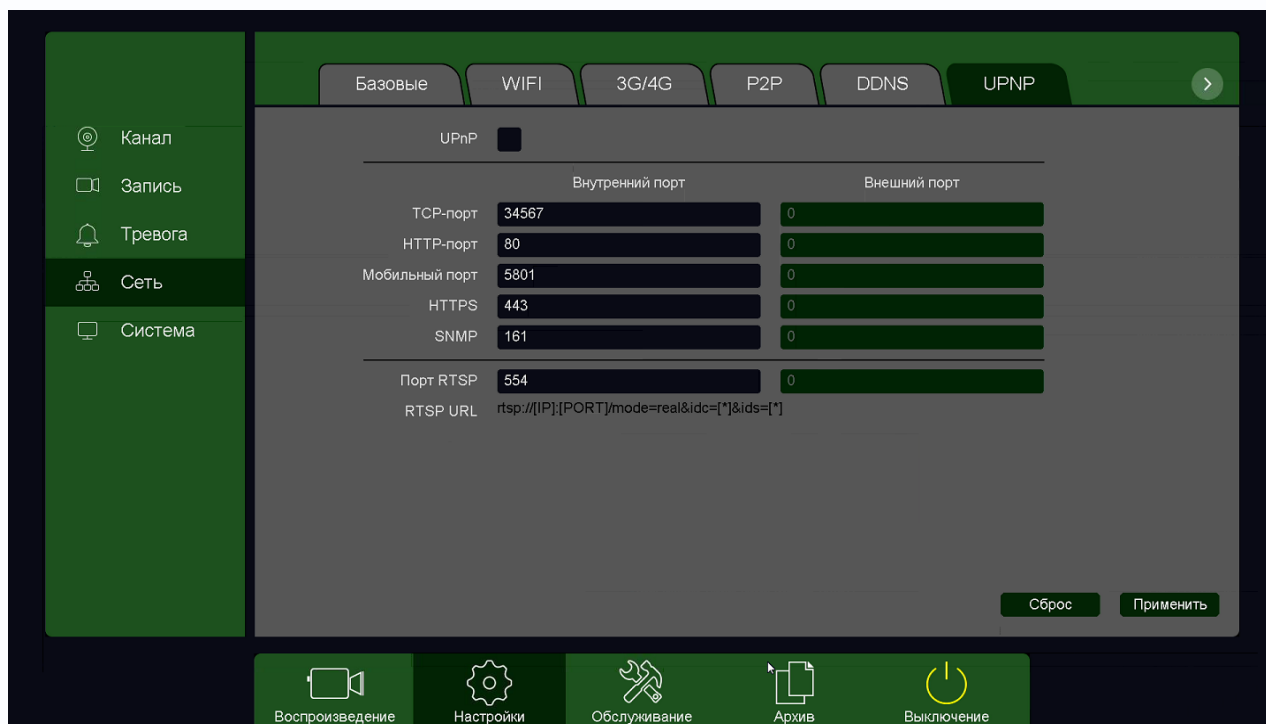 Базовые WIFI 3G/4G P2P DDNS UPNP
Канал
Запись
Тревога
Сеть
Система
UPnP
Внутренний порт Внешний порт
TCP-порт 34567 0
HTTP-порт 80 0
Мобильный порт 5801 0
HTTPS 443 0
SNMP 161 0
Порт RTSP 554 0
RTSP URL rtsp://[IP]:[PORT]/mode=real&idc=[*]&ids=[*]
Сброс Применить
Воспроизведение Настройки Обслуживание Архив Выключение